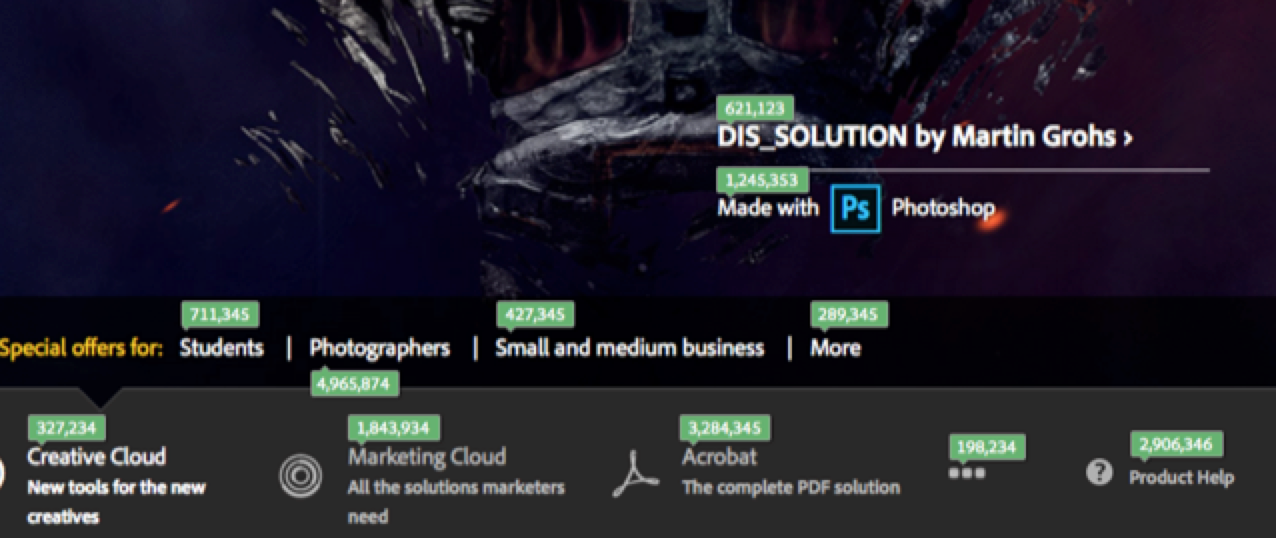 621,123
DIS_SOLUTION by Martin Grohs ›
1,245,353
Made with Ps Photoshop
711,345
427,345
289,345
Special offers for: Students | Photographers | Small and medium business | More
4,965,874
327,234
Creative Cloud
New tools for the new
creatives
1,843,934
Marketing Cloud
All the solutions marketers
need
3,284,345
Acrobat
The complete PDF solution
198,234
2,906,346
? Product Help